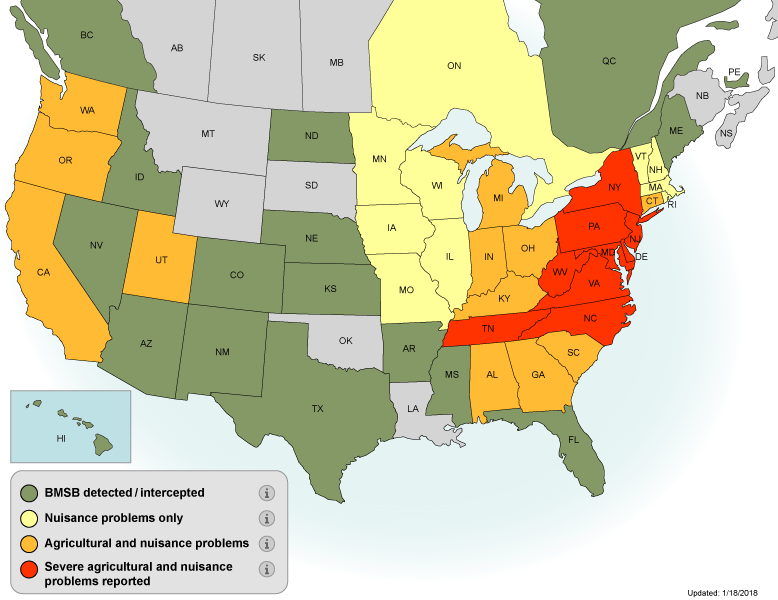 BC
AB
SK
MB
ON
QC
PE
NB
NS
ME
WA
MT
ND
MN
VT
NH
OR
ID
SD
WI
MI
NY
MA
CT
RI
WY
IA
PA
NJ
NV
NE
IL
IN
OH
MD
DE
CA
UT
CO
KS
MO
WV
VA
KY
NC
TN
AZ
NM
OK
AR
SC
MS
AL
GA
TX
LA
FL
HI
BMSB detected / intercepted
i
Nuisance problems only
i
Agricultural and nuisance problems
i
Severe agricultural and nuisance
problems reported
i
Updated: 1/18/2018